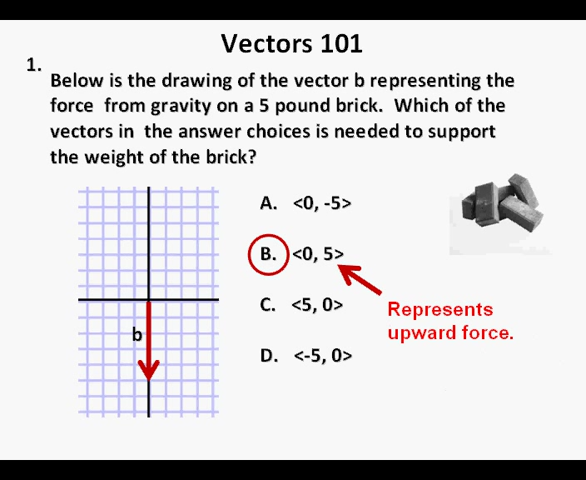 Vectors 101
1.
Below is the drawing of the vector b representing the
force from gravity on a 5 pound brick. Which of the
vectors in the answer choices is needed to support
the weight of the brick?
A. <0, -5>
B. <0, 5>
C. <5, 0>
D. <-5, 0>
b
Represents
upward force.